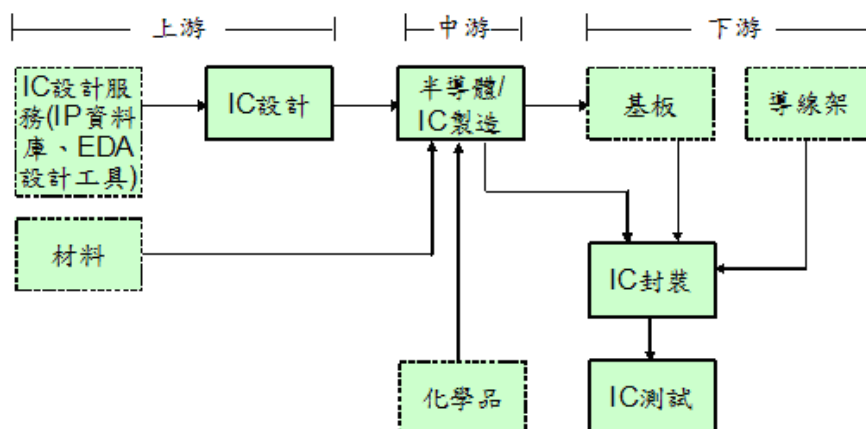 上游
中游
下游
IC設計服
務(IP資料
庫、EDA
設計工具)
IC設計
半導體/
IC製造
基板
導線架
材料
IC封裝
化學品
IC測試